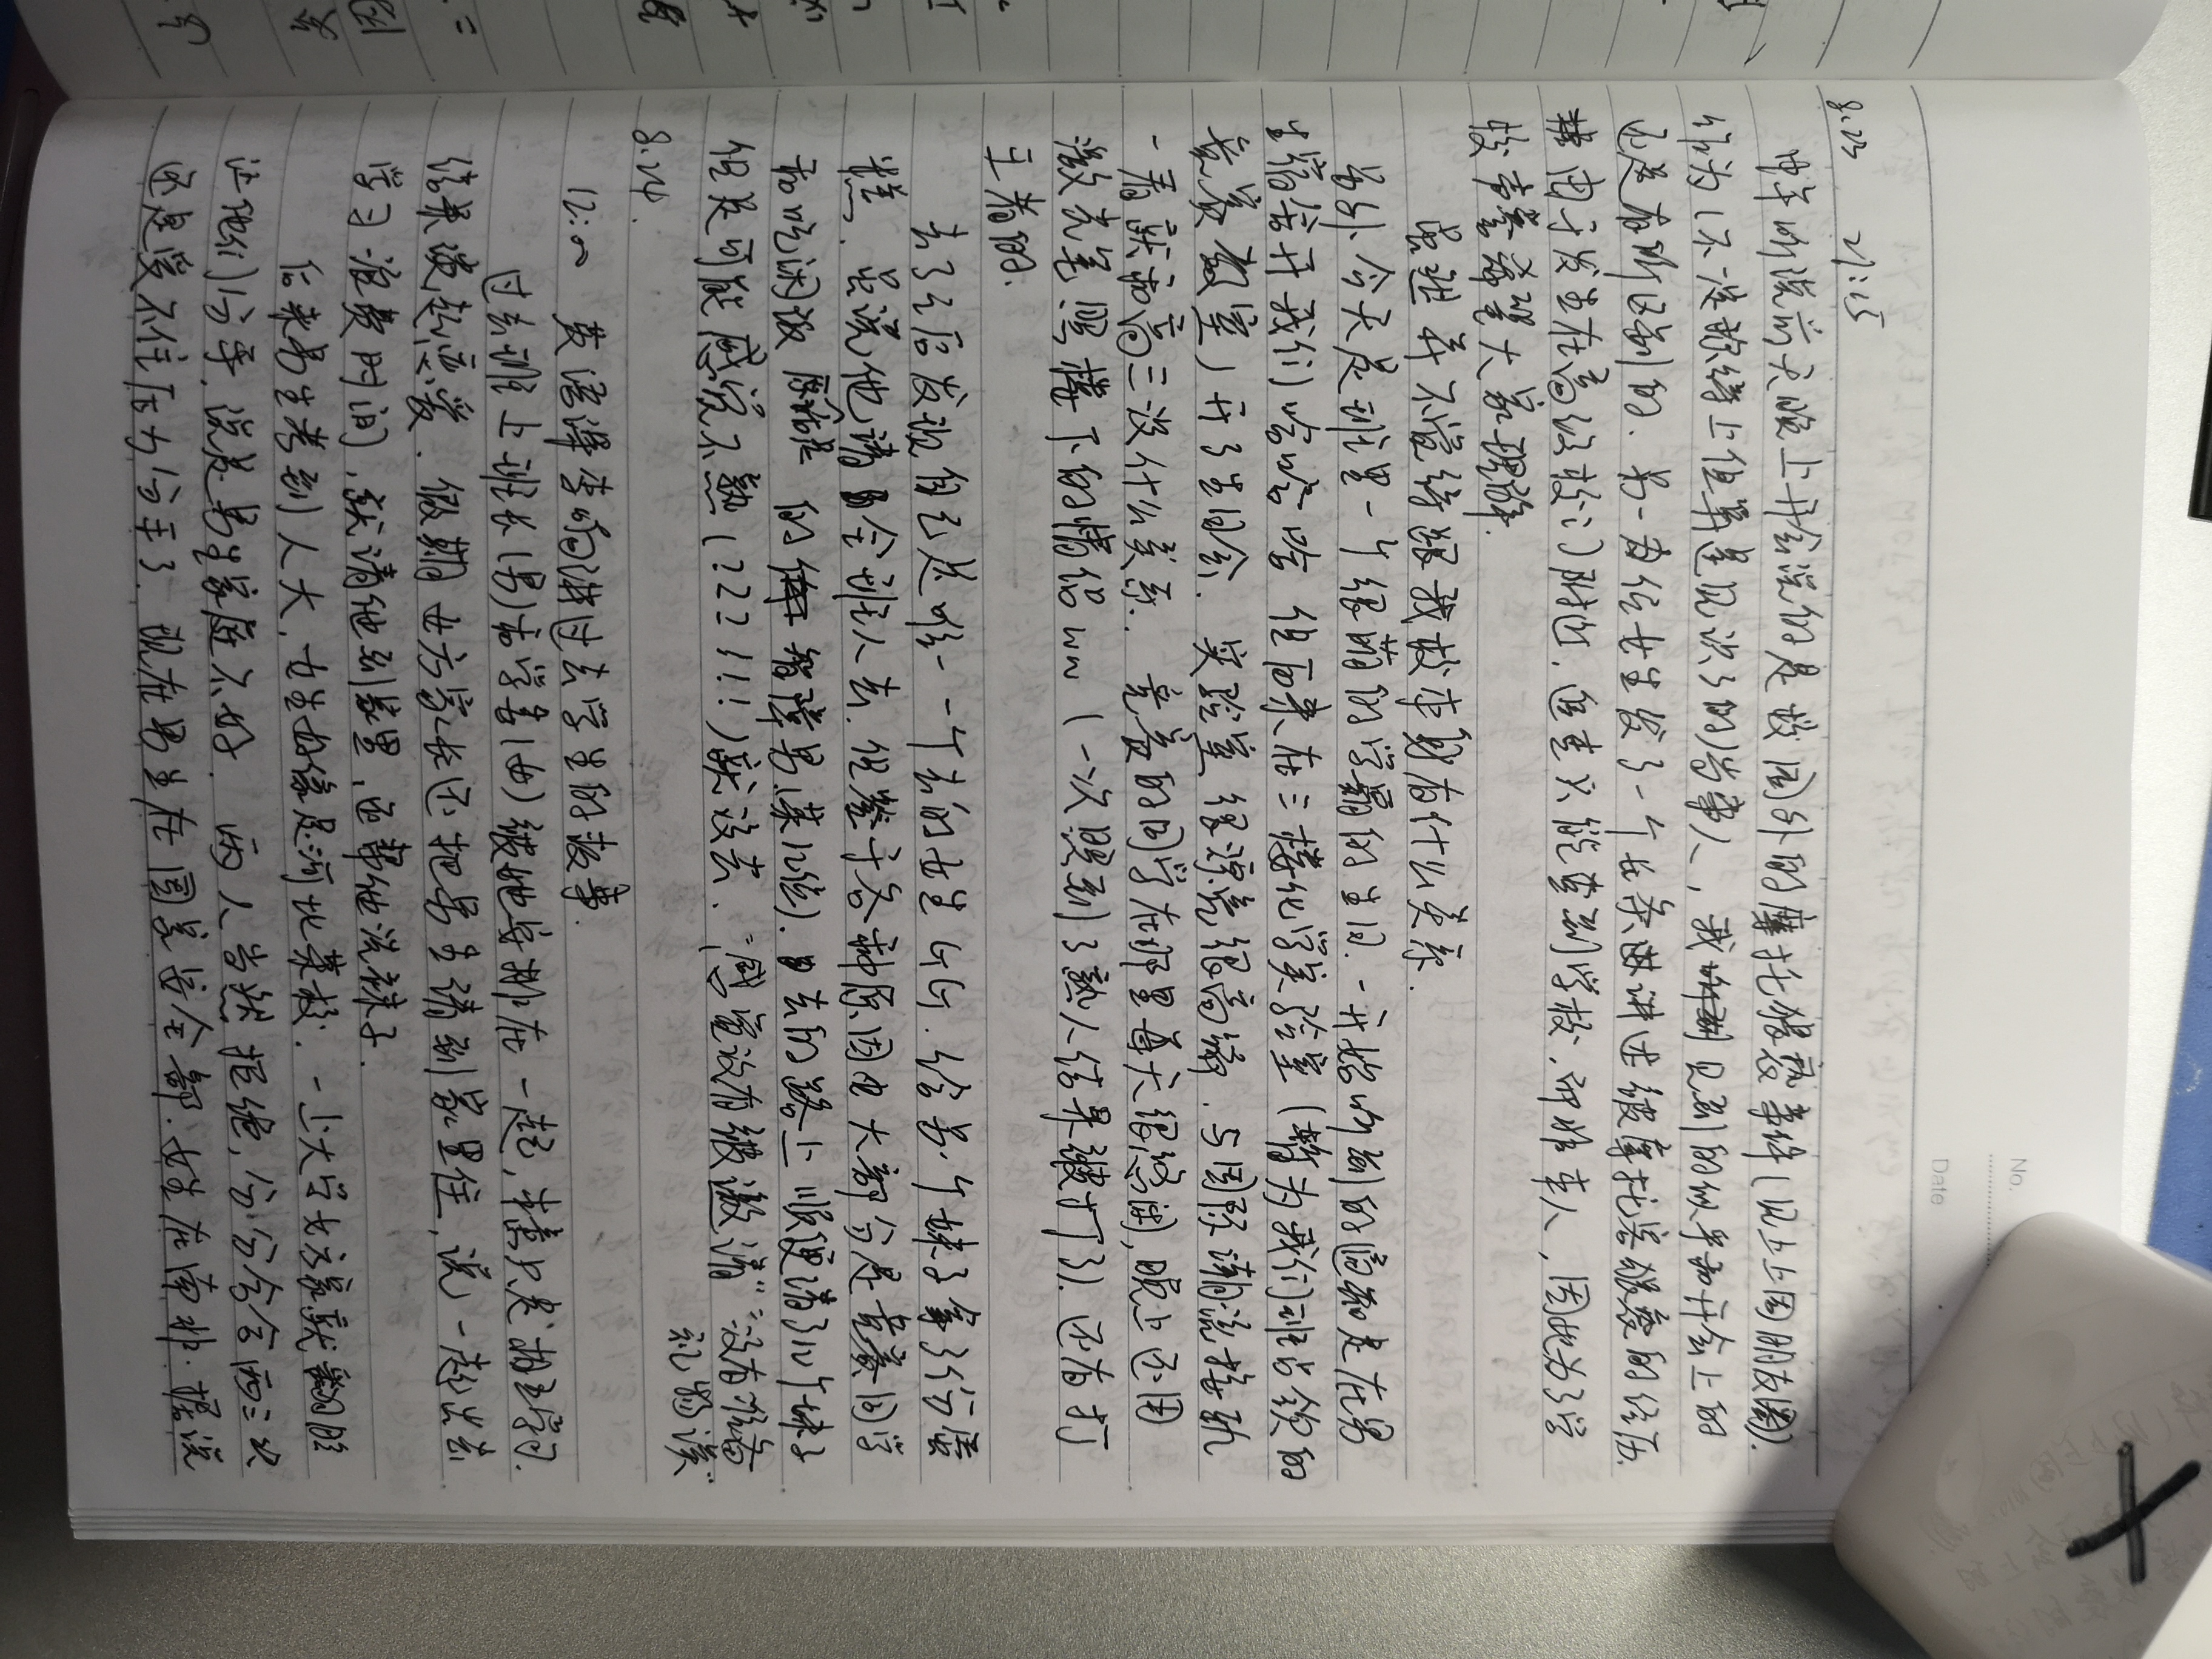 No.
Date
8.23 21:15
中午听说前天晚上开会说的是校园外的摩托猥亵事件(见上上周朋友圈).
作为(不一定称得上但算是见识了的)当事人,我见到的似乎和开会上的
还是有所区别的.另一位女生发了一个长条讲述被摩托客猥亵的经历.
由于发生在高级校门附近,追查只能查到学校,而非本人,因此为了学
校声誉希望大家理解.
虽然并不觉得跟我校本身有什么关系.
另外今天是班里一个很萌的学霸的生日.一开始听到的通知是在男
生宿舍开我们哈哈哈 但后来在三楼化学实验室(暂为我们班占领的
竞赛教室)开了生日会.实验室很漂亮很高端.与国际潮流接轨
一看就和高三没什么关系.竞赛的同学在那里每天很悠闲,晚上还用
激光笔照楼下的情侣ww(一次照到了熟人结果被打了).还有打
王者的.
去了之后发现自己是唯一一个去的女生GG.给另一个妹子拿了份蛋
糕.虽说他请全班人去.但鉴于各种原因大部分是竞赛同学
和吃闲饭 原话是 的智障男(某几位).去的路上顺便请了几个妹子
但是可能感觉不熟(???!!!)就没去."感觉没有被邀请""没有准备
礼物诶"
8.24.
12:00 英语课李响讲过去学生的故事.
过去班上班长(男)和学委(女)被她安排在一起,本意只是相互学习.
结果谈起恋爱.假期女方家长还把男生请到家里住,说一起出去
学习浪费时间,就请他到家里,还帮他洗袜子.
后来男生考到人大,女生好像是河北某校.一上大学女方家就翻脸
让他们分手,说是男生家庭不好.两人当然拒绝,分分合合两三次
还是受不住压力分手了.现在男生在国家安全部.女生在南非.据说